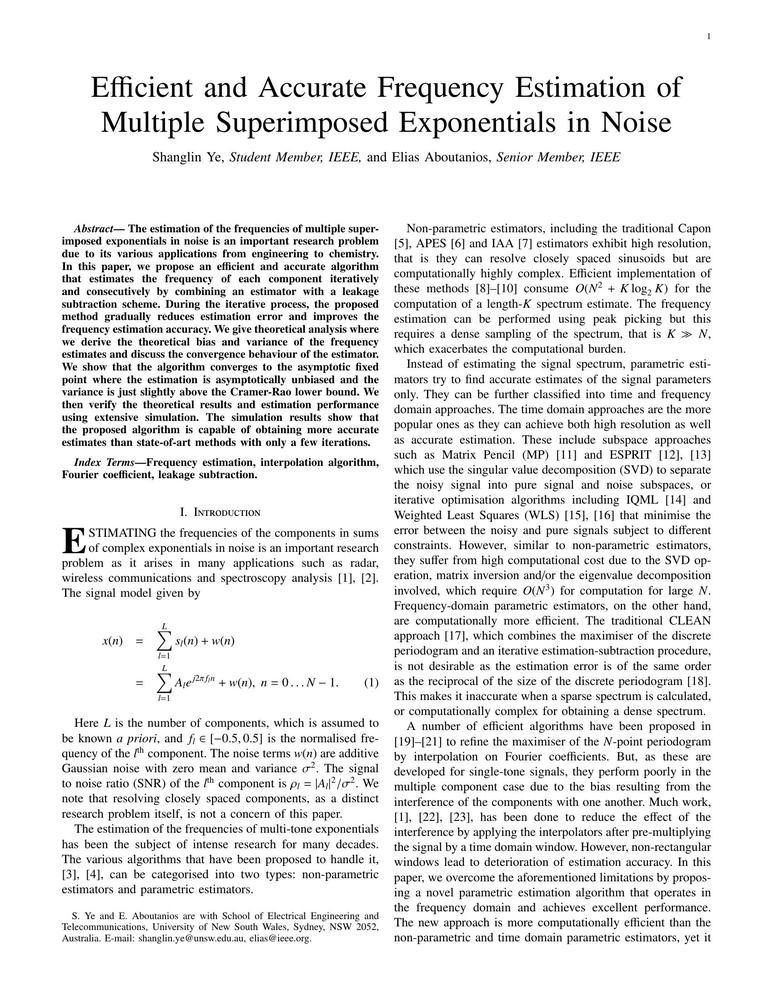 1
Efficient and Accurate Frequency Estimation of
Multiple Superimposed Exponentials in Noise
Shanglin Ye, Student Member, IEEE, and Elias Aboutanios, Senior Member, IEEE
Abstract— The estimation of the frequencies of multiple super-
imposed exponentials in noise is an important research problem
due to its various applications from engineering to chemistry.
In this paper, we propose an efficient and accurate algorithm
that estimates the frequency of each component iteratively
and consecutively by combining an estimator with a leakage
subtraction scheme. During the iterative process, the proposed
method gradually reduces estimation error and improves the
frequency estimation accuracy. We give theoretical analysis where
we derive the theoretical bias and variance of the frequency
estimates and discuss the convergence behaviour of the estimator.
We show that the algorithm converges to the asymptotic fixed
point where the estimation is asymptotically unbiased and the
variance is just slightly above the Cramer-Rao lower bound. We
then verify the theoretical results and estimation performance
using extensive simulation. The simulation results show that
the proposed algorithm is capable of obtaining more accurate
estimates than state-of-art methods with only a few iterations.
Index Terms—Frequency estimation, interpolation algorithm,
Fourier coefficient, leakage subtraction.
I. Introduction
ESTIMATING the frequencies of the components in sums
of complex exponentials in noise is an important research
problem as it arises in many applications such as radar,
wireless communications and spectroscopy analysis [1], [2].
The signal model given by
x(n) = ∑_{l=1}^{L} s_l(n) + w(n)
= ∑_{l=1}^{L} A_l e^{j2πf_l n} + w(n), n = 0 . . . N − 1. (1)
Here L is the number of components, which is assumed to
be known a priori, and f_l ∈ [−0.5, 0.5] is the normalised fre-
quency of the l^th component. The noise terms w(n) are additive
Gaussian noise with zero mean and variance σ². The signal
to noise ratio (SNR) of the l^th component is ρ_l = |A_l|²/σ². We
note that resolving closely spaced components, as a distinct
research problem itself, is not a concern of this paper.
The estimation of the frequencies of multi-tone exponentials
has been the subject of intense research for many decades.
The various algorithms that have been proposed to handle it,
[3], [4], can be categorised into two types: non-parametric
estimators and parametric estimators.
S. Ye and E. Aboutanios are with School of Electrical Engineering and
Telecommunications, University of New South Wales, Sydney, NSW 2052,
Australia. E-mail: shanglin.ye@unsw.edu.au, elias@ieee.org.
Non-parametric estimators, including the traditional Capon
[5], APES [6] and IAA [7] estimators exhibit high resolution,
that is they can resolve closely spaced sinusoids but are
computationally highly complex. Efficient implementation of
these methods [8]–[10] consume O(N² + K log₂ K) for the
computation of a length-K spectrum estimate. The frequency
estimation can be performed using peak picking but this
requires a dense sampling of the spectrum, that is K ≫ N,
which exacerbates the computational burden.
Instead of estimating the signal spectrum, parametric esti-
mators try to find accurate estimates of the signal parameters
only. They can be further classified into time and frequency
domain approaches. The time domain approaches are the more
popular ones as they can achieve both high resolution as well
as accurate estimation. These include subspace approaches
such as Matrix Pencil (MP) [11] and ESPRIT [12], [13]
which use the singular value decomposition (SVD) to separate
the noisy signal into pure signal and noise subspaces, or
iterative optimisation algorithms including IQML [14] and
Weighted Least Squares (WLS) [15], [16] that minimise the
error between the noisy and pure signals subject to different
constraints. However, similar to non-parametric estimators,
they suffer from high computational cost due to the SVD op-
eration, matrix inversion and/or the eigenvalue decomposition
involved, which require O(N³) for computation for large N.
Frequency-domain parametric estimators, on the other hand,
are computationally more efficient. The traditional CLEAN
approach [17], which combines the maximiser of the discrete
periodogram and an iterative estimation-subtraction procedure,
is not desirable as the estimation error is of the same order
as the reciprocal of the size of the discrete periodogram [18].
This makes it inaccurate when a sparse spectrum is calculated,
or computationally complex for obtaining a dense spectrum.
A number of efficient algorithms have been proposed in
[19]–[21] to refine the maximiser of the N-point periodogram
by interpolation on Fourier coefficients. But, as these are
developed for single-tone signals, they perform poorly in the
multiple component case due to the bias resulting from the
interference of the components with one another. Much work,
[1], [22], [23], has been done to reduce the effect of the
interference by applying the interpolators after pre-multiplying
the signal by a time domain window. However, non-rectangular
windows lead to deterioration of estimation accuracy. In this
paper, we overcome the aforementioned limitations by propos-
ing a novel parametric estimation algorithm that operates in
the frequency domain and achieves excellent performance.
The new approach is more computationally efficient than the
non-parametric and time domain parametric estimators, yet it